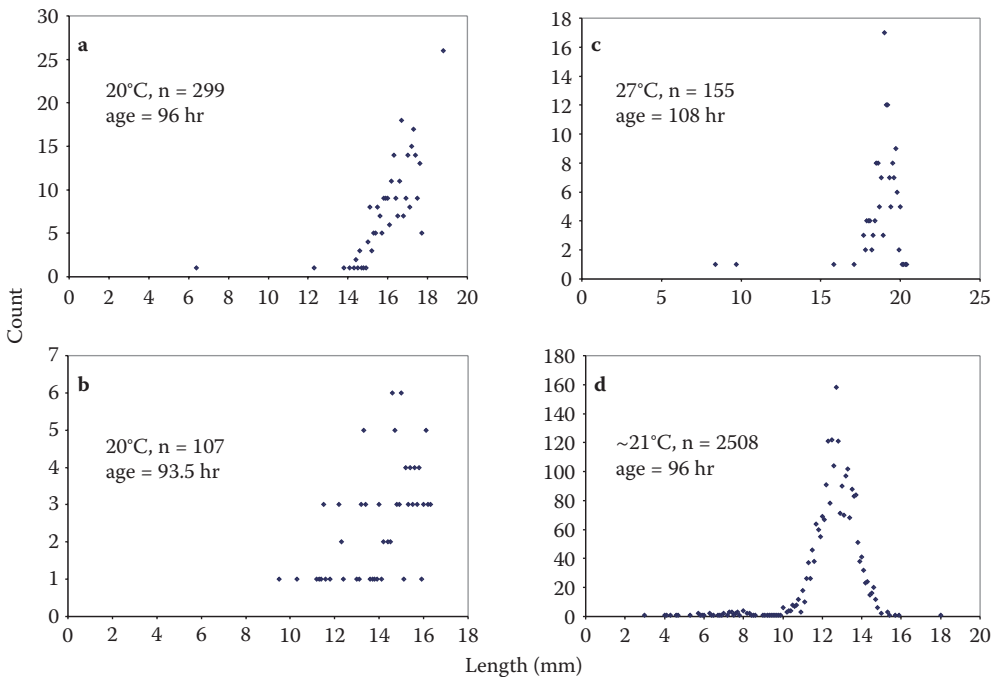 Count
30
25
20
15
10
5
0
a
20°C, n = 299
age = 96 hr
0 2 4 6 8 10 12 14 16 18 20
18
16
14
12
10
8
6
4
2
0
c
27°C, n = 155
age = 108 hr
0 5 10 15 20 25
7
6
5
4
3
2
1
0
b
20°C, n = 107
age = 93.5 hr
0 2 4 6 8 10 12 14 16 18
180
160
140
120
100
80
60
40
20
0
d
~21°C, n = 2508
age = 96 hr
0 2 4 6 8 10 12 14 16 18 20
Length (mm)